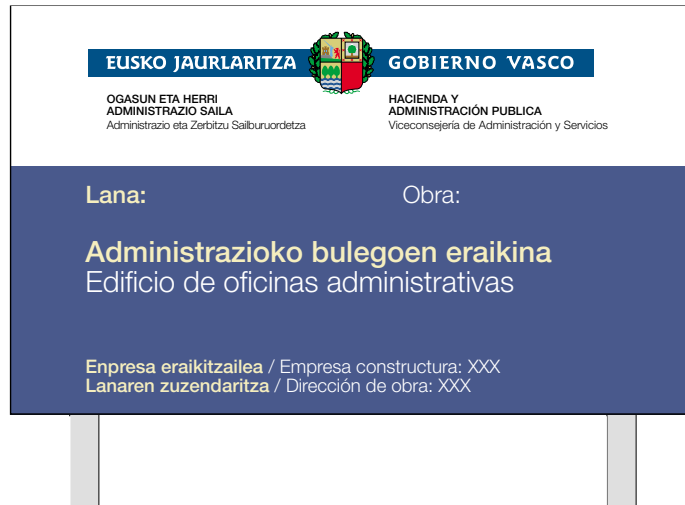 EUSKO JAURLARITZA GOBIERNO VASCO
OGASUN ETA HERRI
ADMINISTRAZIO SAILA
Administrazio eta Zerbitzu Sailburuordetza
HACIENDA Y
ADMINISTRACIÓN PUBLICA
Viceconsejería de Administración y Servicios
Lana: Obra:
Administrazioko bulegoen eraikina
Edificio de oficinas administrativas
Enpresa eraikitzailea / Empresa constructura: XXX
Lanaren zuzendaritza / Dirección de obra: XXX